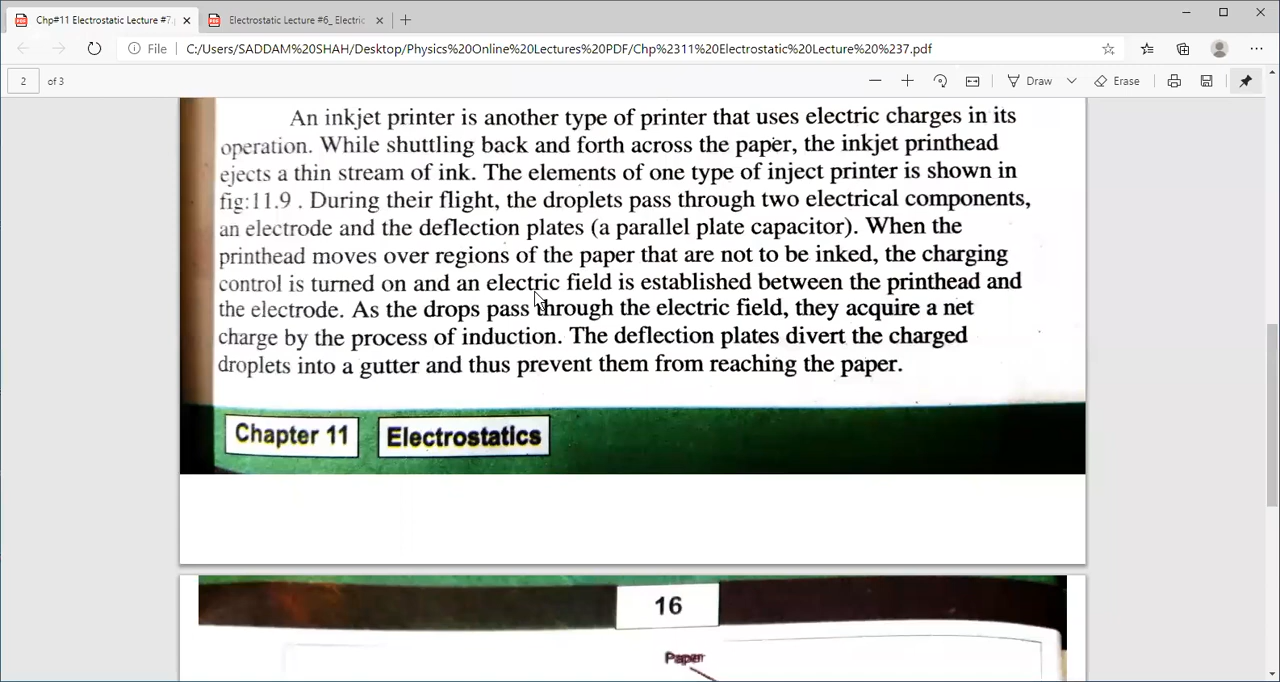 Chp#11 Electrostatic Lecture #7.p
Electrostatic Lecture #6_ Electric
File
C:/Users/SADDAM%20SHAH/Desktop/Physics%20Online%20Lectures%20PDF/Chp%2311%20Electrostatic%20Lecture%20%237.pdf
2 of 3
Draw
Erase
An inkjet printer is another type of printer that uses electric charges in its
operation. While shuttling back and forth across the paper, the inkjet printhead
ejects a thin stream of ink. The elements of one type of inject printer is shown in
fig:11.9 . During their flight, the droplets pass through two electrical components,
an electrode and the deflection plates (a parallel plate capacitor). When the
printhead moves over regions of the paper that are not to be inked, the charging
control is turned on and an electric field is established between the printhead and
the electrode. As the drops pass through the electric field, they acquire a net
charge by the process of induction. The deflection plates divert the charged
droplets into a gutter and thus prevent them from reaching the paper.
Chapter 11
Electrostatics
16
Paper